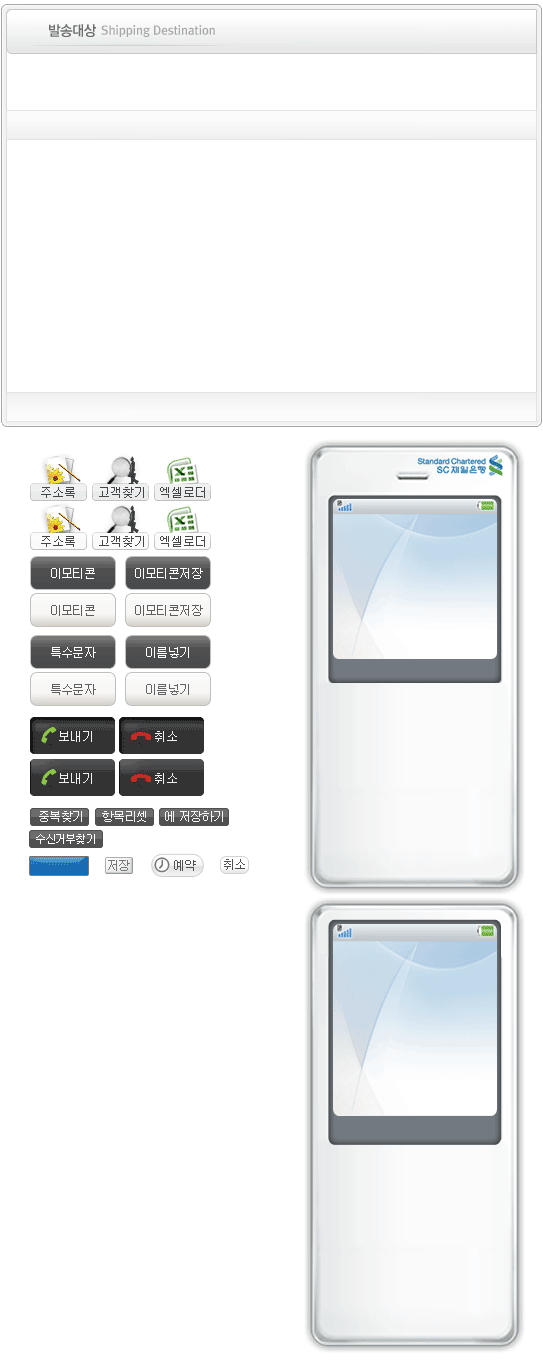 발송대상 Shipping Destination
Standard Chartered
SC제일은행
주소록 고객찾기 엑셀로더
주소록 고객찾기 엑셀로더
이모티콘 이모티콘저장
이모티콘 이모티콘저장
특수문자 이름넣기
특수문자 이름넣기
보내기 취소
보내기 취소
중복찾기 항목리셋 에 저장하기
수신거부찾기
저장 예약 취소